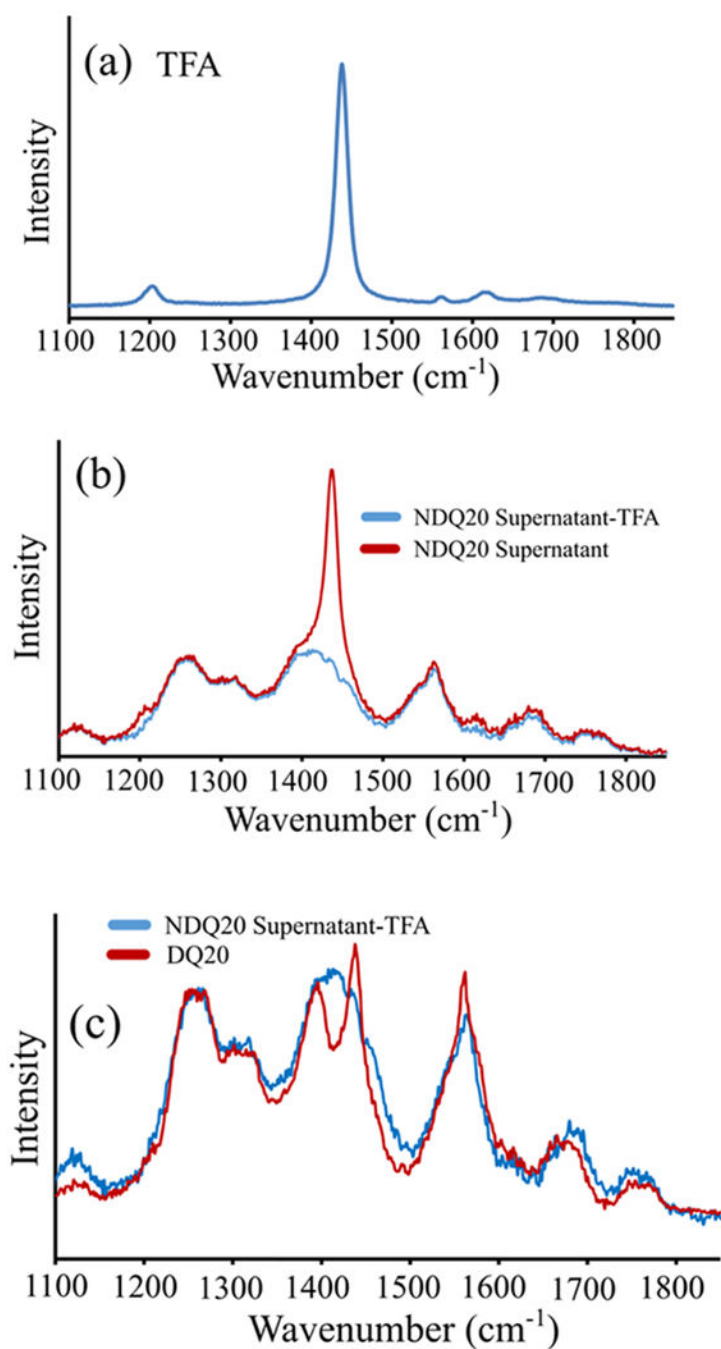 (a) TFA
Intensity
1100 1200 1300 1400 1500 1600 1700 1800
Wavenumber (cm-1)
(b)
NDQ20 Supernatant-TFA
NDQ20 Supernatant
Intensity
1100 1200 1300 1400 1500 1600 1700 1800
Wavenumber (cm-1)
NDQ20 Supernatant-TFA
DQ20
(c)
Intensity
1100 1200 1300 1400 1500 1600 1700 1800
Wavenumber (cm-1)